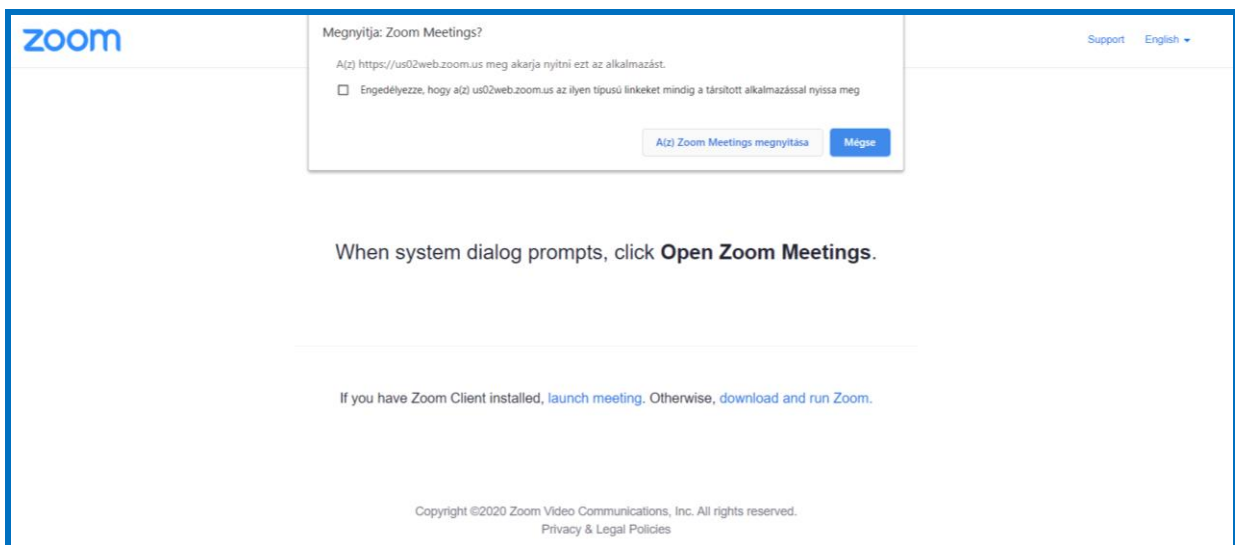 zoom
Support English
Megnyitja: Zoom Meetings?
A(z) https://us02web.zoom.us meg akarja nyitni ezt az alkalmazást.
Engedélyezze, hogy a(z) us02web.zoom.us az ilyen típusú linkeket mindig a társított alkalmazással nyissa meg
A(z) Zoom Meetings megnyitása Mégse
When system dialog prompts, click Open Zoom Meetings.
If you have Zoom Client installed, launch meeting. Otherwise, download and run Zoom.
Copyright ©2020 Zoom Video Communications, Inc. All rights reserved.
Privacy & Legal Policies